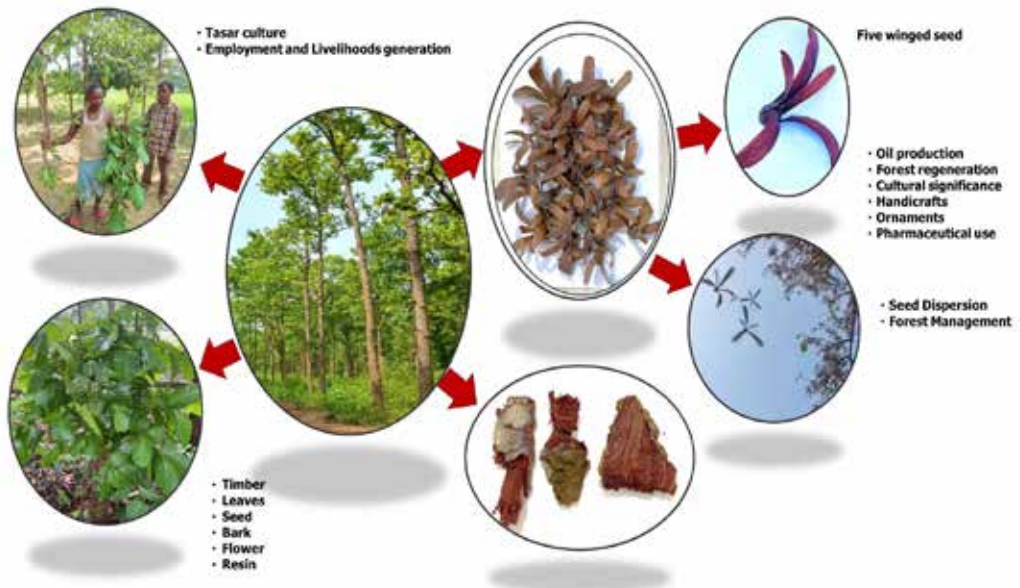 · Tasar culture
· Employment and Livelihoods generation
Five winged seed
· Oil production
· Forest regeneration
· Cultural significance
· Handicrafts
· Ornaments
· Pharmaceutical use
· Seed Dispersion
· Forest Management
· Timber
· Leaves
· Seed
· Bark
· Flower
· Resin